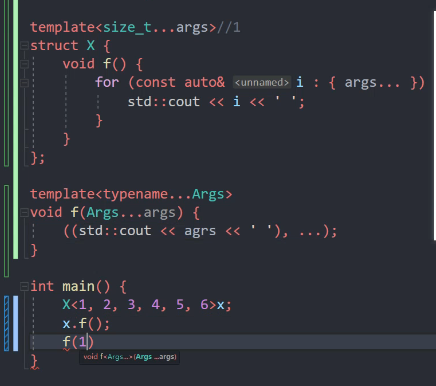 template<size_t...args>//1
struct X {
    void f() {
        for (const auto& <unnamed> i : { args... })
            std::cout << i << ' ';
        }
    }
};
template<typename...Args>
void f(Args...args) {
    ((std::cout << agrs << ' '), ...);
}
int main() {
    X<1, 2, 3, 4, 5, 6>x;
    x.f();
    f(1)
void f<Args...>(Args ...args)
}